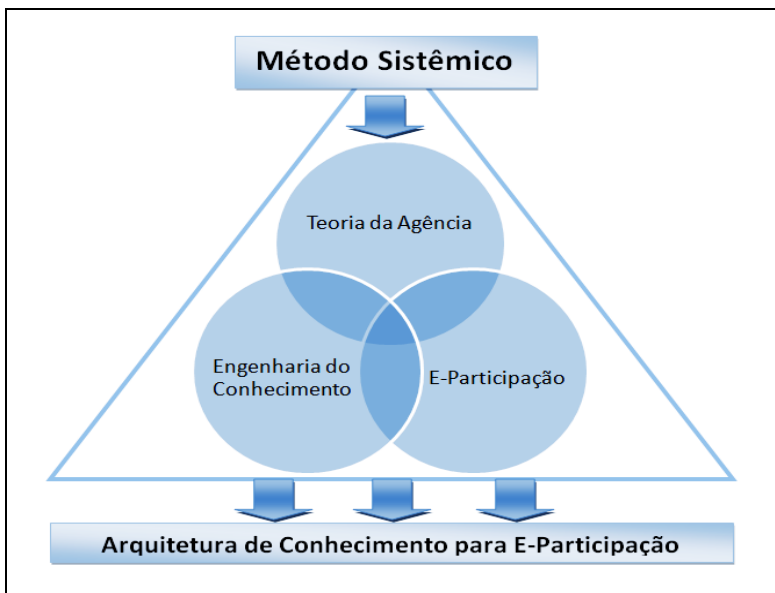 Método Sistêmico
Teoria da Agência
Engenharia do
Conhecimento
E-Participação
Arquitetura de Conhecimento para E-Participação